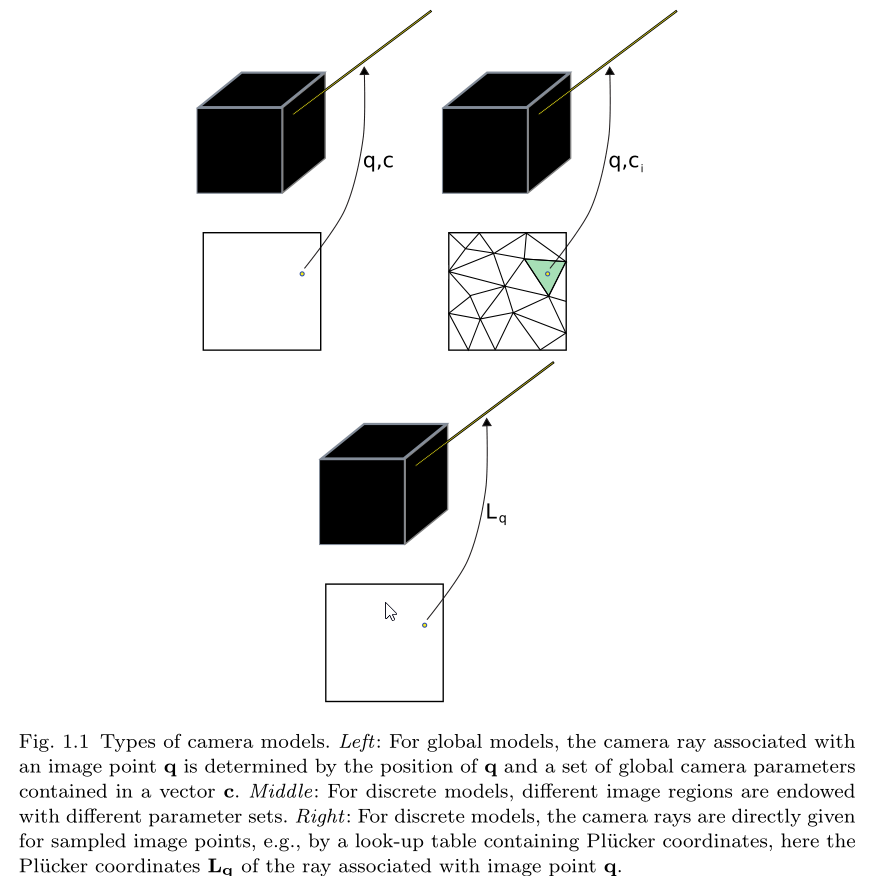 q,c
q,cᵢ
L_q
Fig. 1.1 Types of camera models. Left: For global models, the camera ray associated with
an image point q is determined by the position of q and a set of global camera parameters
contained in a vector c. Middle: For discrete models, different image regions are endowed
with different parameter sets. Right: For discrete models, the camera rays are directly given
for sampled image points, e.g., by a look-up table containing Plücker coordinates, here the
Plücker coordinates L_q of the ray associated with image point q.